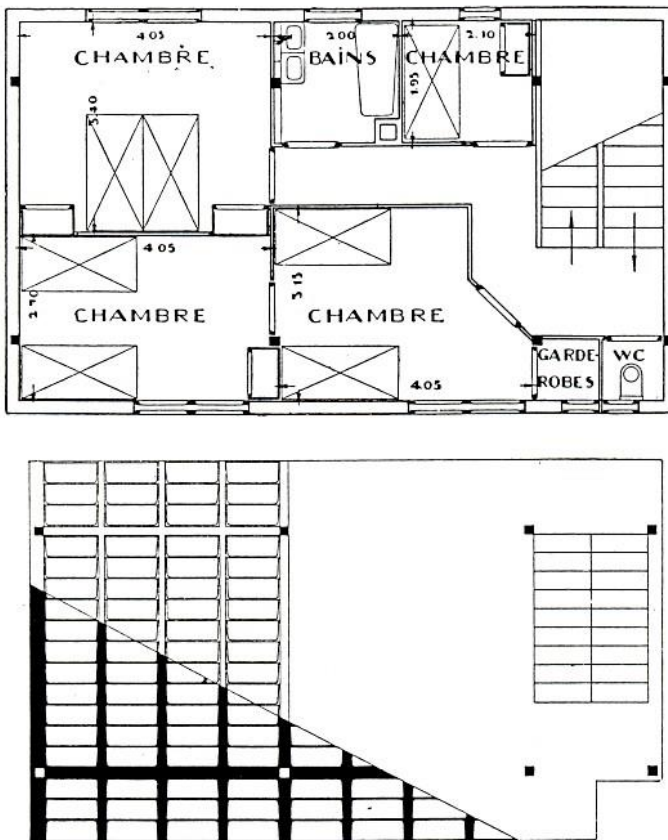 4.05
2.00
2.10
CHAMBRE
BAINS
CHAMBRE
1.95
3.40
4.05
2.70
3.15
CHAMBRE
CHAMBRE
GARDE-
ROBES
WC
4.05